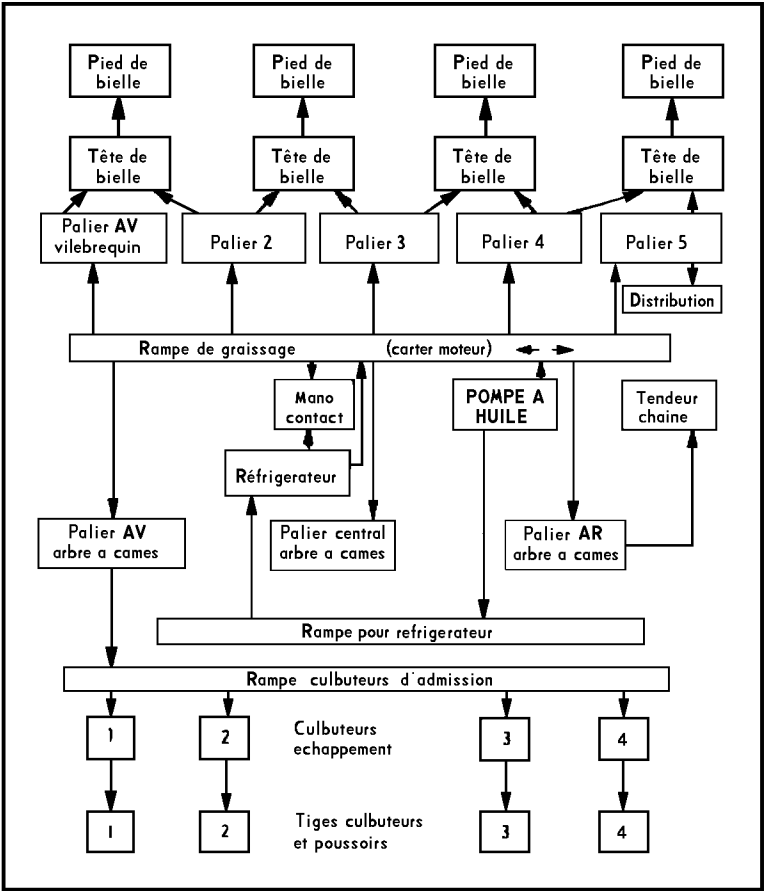 Pied de
bielle
Pied de
bielle
Pied de
bielle
Pied de
bielle
Tête de
bielle
Tête de
bielle
Tête de
bielle
Tête de
bielle
Palier AV
vilebrequin
Palier 2
Palier 3
Palier 4
Palier 5
Distribution
Rampe de graissage (carter moteur)
Mano
contact
POMPE A
HUILE
Tendeur
chaine
Réfrigerateur
Palier AV
arbre a cames
Palier central
arbre a cames
Palier AR
arbre a cames
Rampe pour refrigerateur
Rampe culbuteurs d'admission
1
2
Culbuteurs
echappement
3
4
1
2
Tiges culbuteurs
et poussoirs
3
4